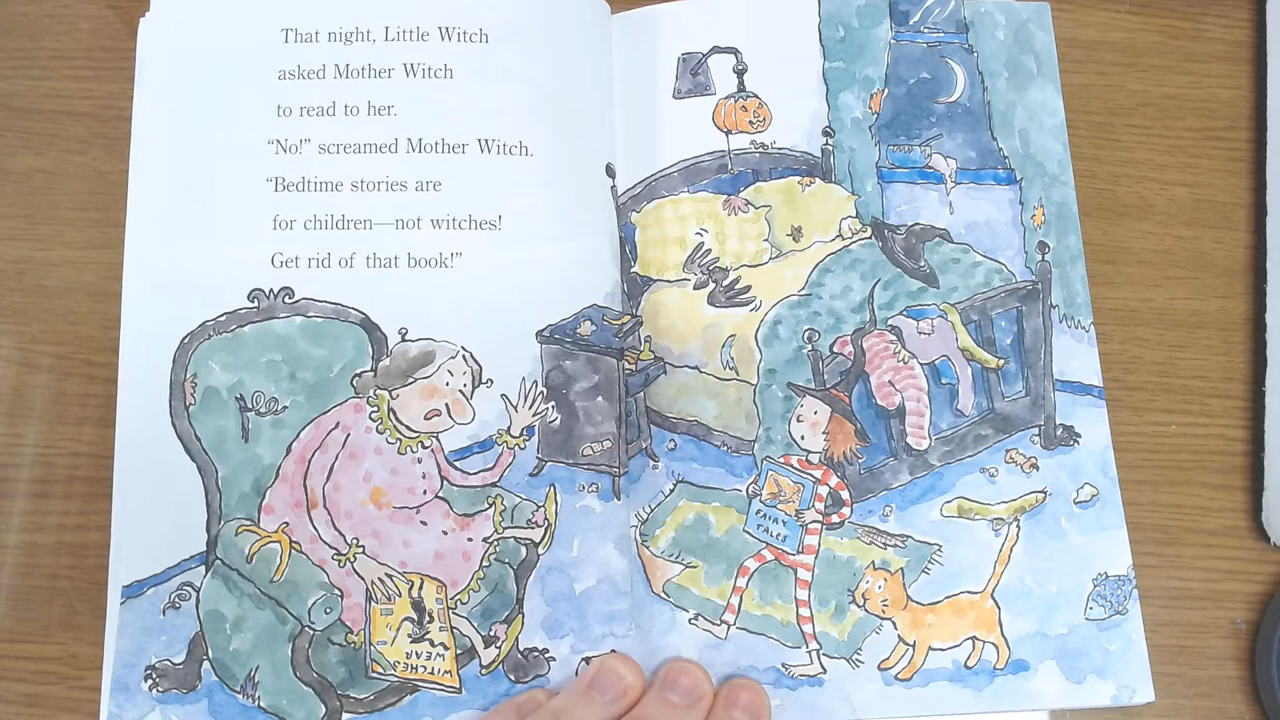 That night, Little Witch
asked Mother Witch
to read to her.
“No!” screamed Mother Witch.
“Bedtime stories are
for children—not witches!
Get rid of that book!”
FAIRY
TALES
WITCHES
WEAR